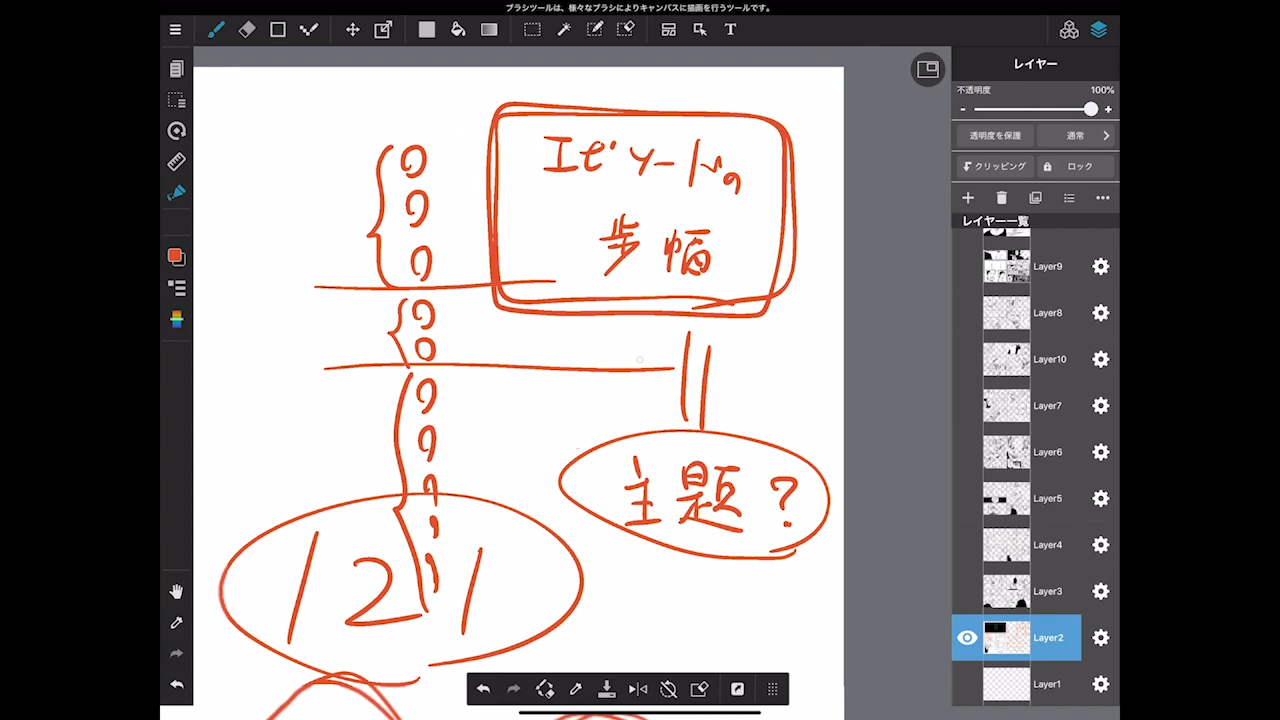 ブラシツールは、様々なブラシによりキャンバスに描画を行うツールです。
レイヤー
不透明度 100%
透明度を保護 通常
クリッピング ロック
レイヤー一覧
Layer9
Layer8
Layer10
Layer7
Layer6
Layer5
Layer4
Layer3
Layer2
Layer1
エピソードの
歩幅
主題?
121